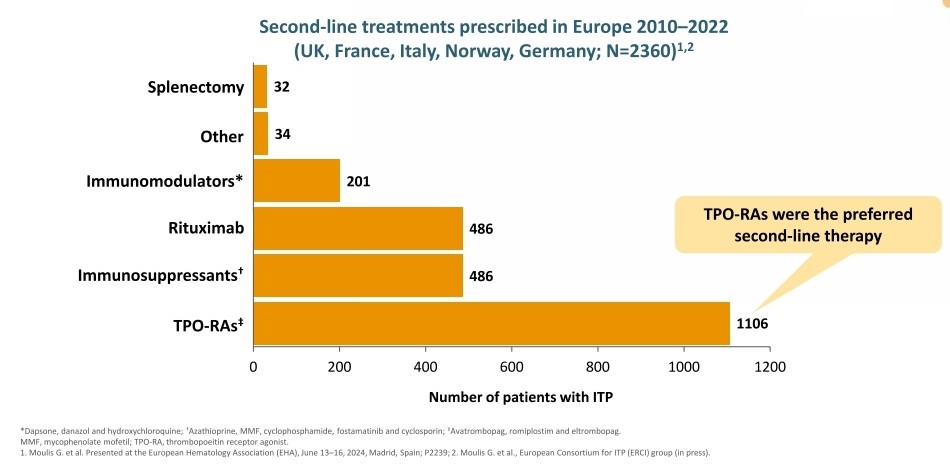 Second-line treatments prescribed in Europe 2010–2022
(UK, France, Italy, Norway, Germany; N=2360)1,2
Splenectomy 32
Other 34
Immunomodulators* 201
Rituximab 486
TPO-RAs were the preferred
second-line therapy
Immunosuppressants† 486
TPO-RAs‡ 1106
0 200 400 600 800 1000 1200
Number of patients with ITP
*Dapsone, danazol and hydroxychloroquine; †Azathioprine, MMF, cyclophosphamide, fostamatinib and cyclosporin; ‡Avatrombopag, romiplostim and eltrombopag.
MMF, mycophenolate mofetil; TPO-RA, thrombopoeitin receptor agonist.
1. Moulis G. et al. Presented at the European Hematology Association (EHA), June 13–16, 2024, Madrid, Spain; P2239; 2. Moulis G. et al., European Consortium for ITP (ERCI) group (in press).